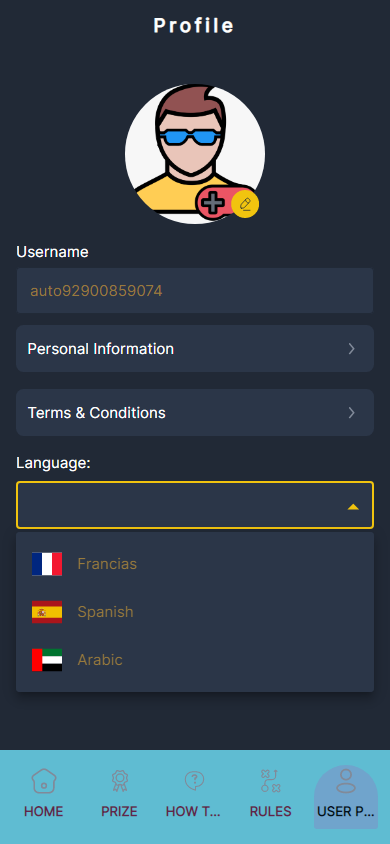 Profile
Username
auto92900859074
Personal Information
Terms & Conditions
Language:
Francias
Spanish
Arabic
HOME PRIZE HOW T... RULES USER P...